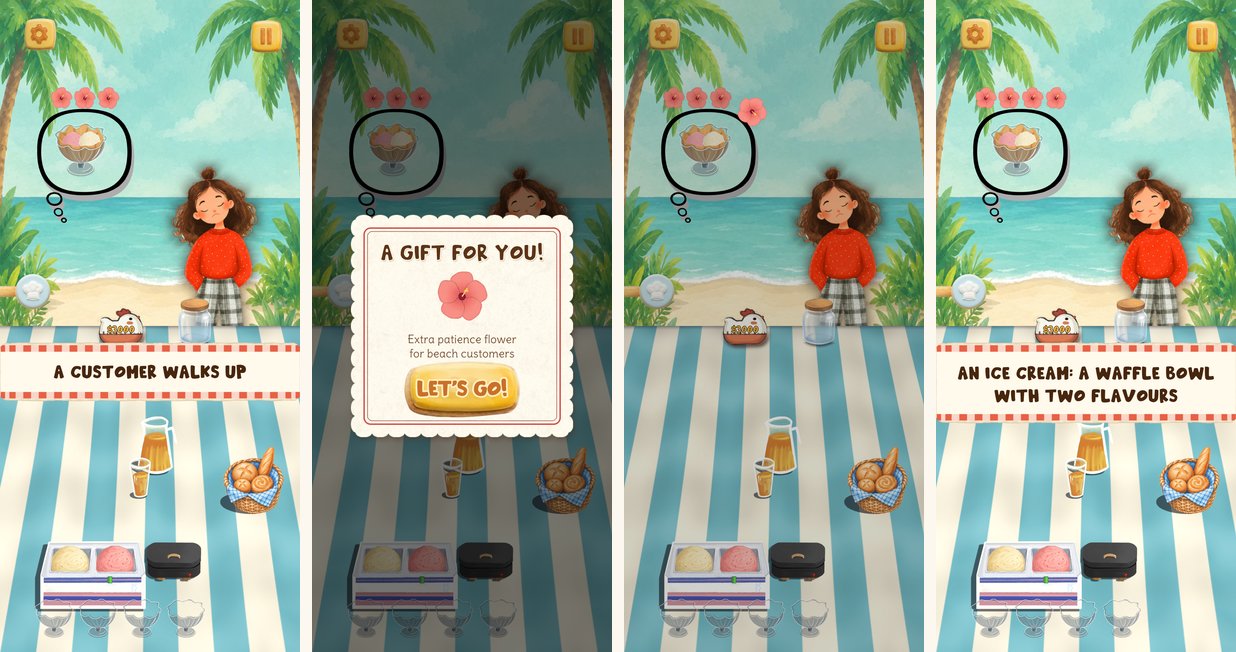 A CUSTOMER WALKS UP
A GIFT FOR YOU!
Extra patience flower
for beach customers
LET'S GO!
AN ICE CREAM: A WAFFLE BOWL
WITH TWO FLAVOURS